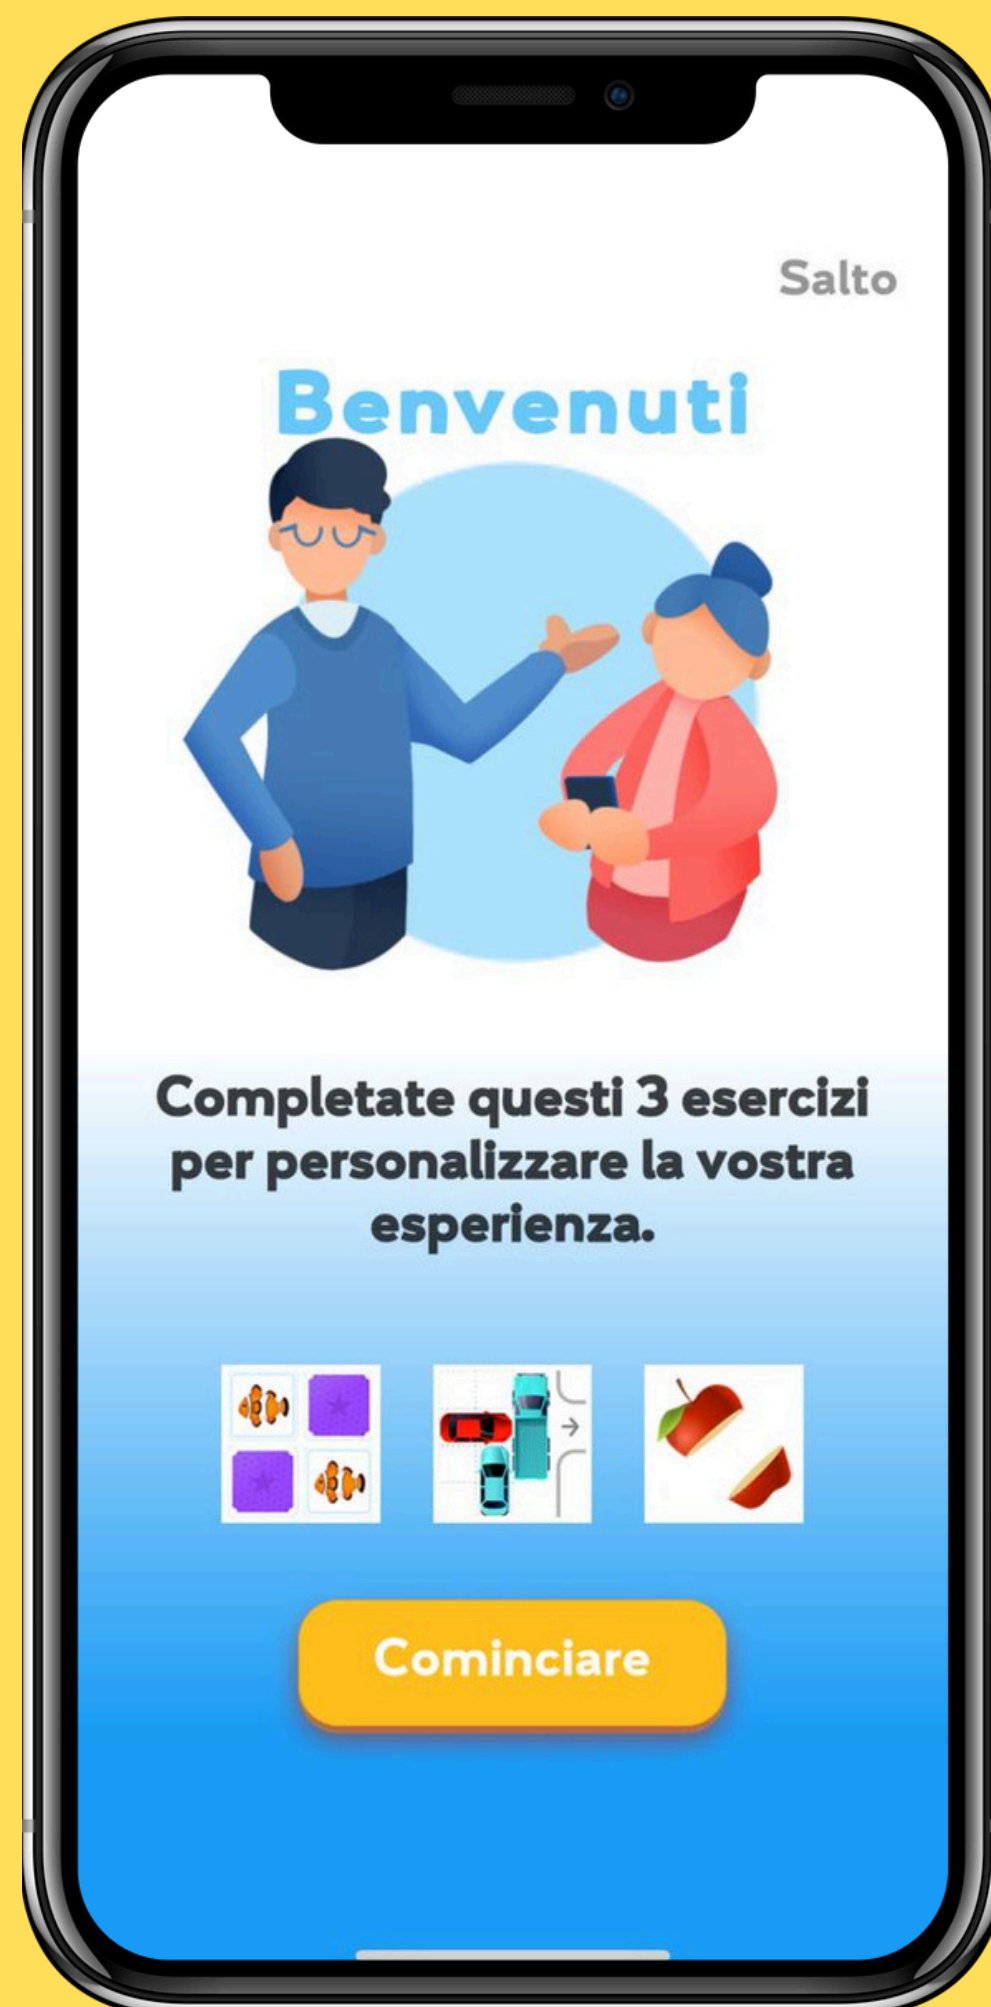 Salto
Benvenuti
Completate questi 3 esercizi
per personalizzare la vostra
esperienza.
Cominciare